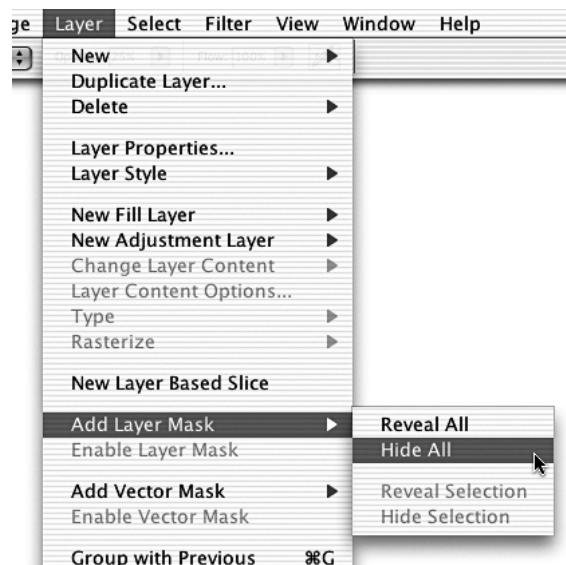 ge Layer Select Filter View Window Help
New
Duplicate Layer...
Delete
Layer Properties...
Layer Style
New Fill Layer
New Adjustment Layer
Change Layer Content
Layer Content Options...
Type
Rasterize
New Layer Based Slice
Add Layer Mask
Reveal All
Enable Layer Mask
Hide All
Add Vector Mask
Reveal Selection
Enable Vector Mask
Hide Selection
Group with Previous ⌘G